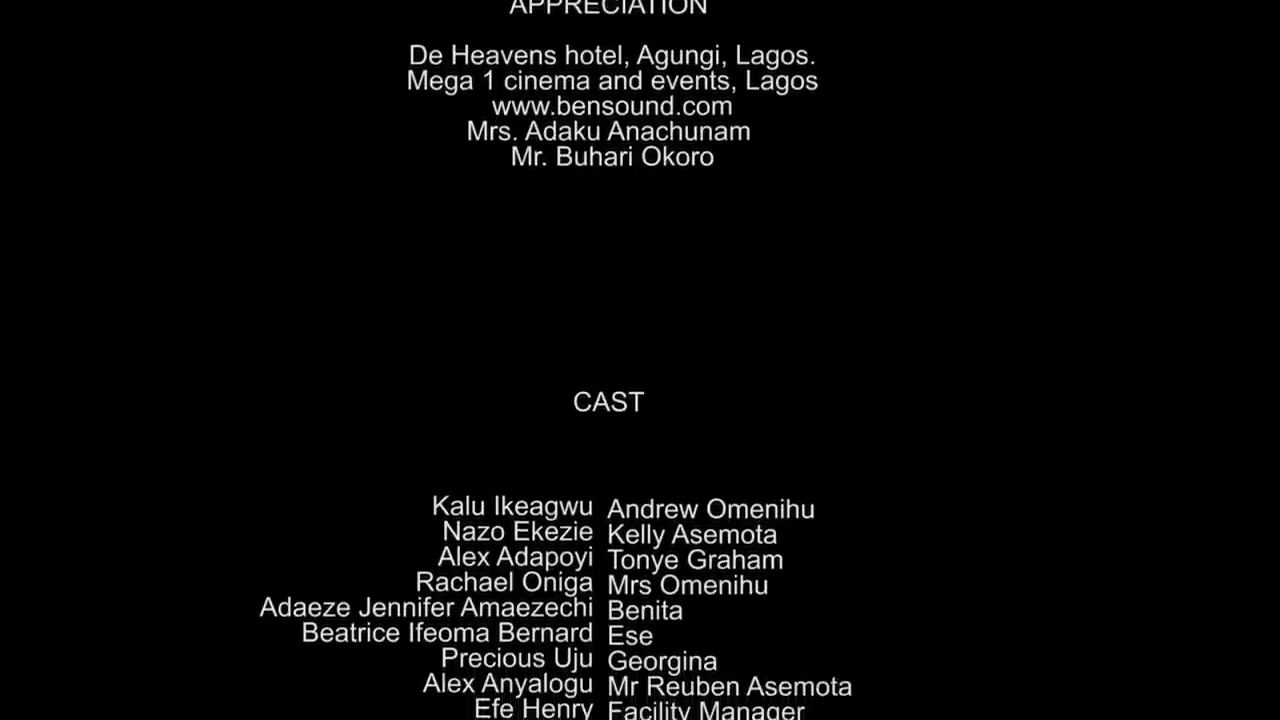 APPRECIATION
De Heavens hotel, Agungi, Lagos.
Mega 1 cinema and events, Lagos
www.bensound.com
Mrs. Adaku Anachunam
Mr. Buhari Okoro
CAST
Kalu Ikeagwu Andrew Omenihu
Nazo Ekezie Kelly Asemota
Alex Adapoyi Tonye Graham
Rachael Oniga Mrs Omenihu
Adaeze Jennifer Amaezechi Benita
Beatrice Ifeoma Bernard Ese
Precious Uju Georgina
Alex Anyalogu Mr Reuben Asemota
Efe Henry Facility Manager